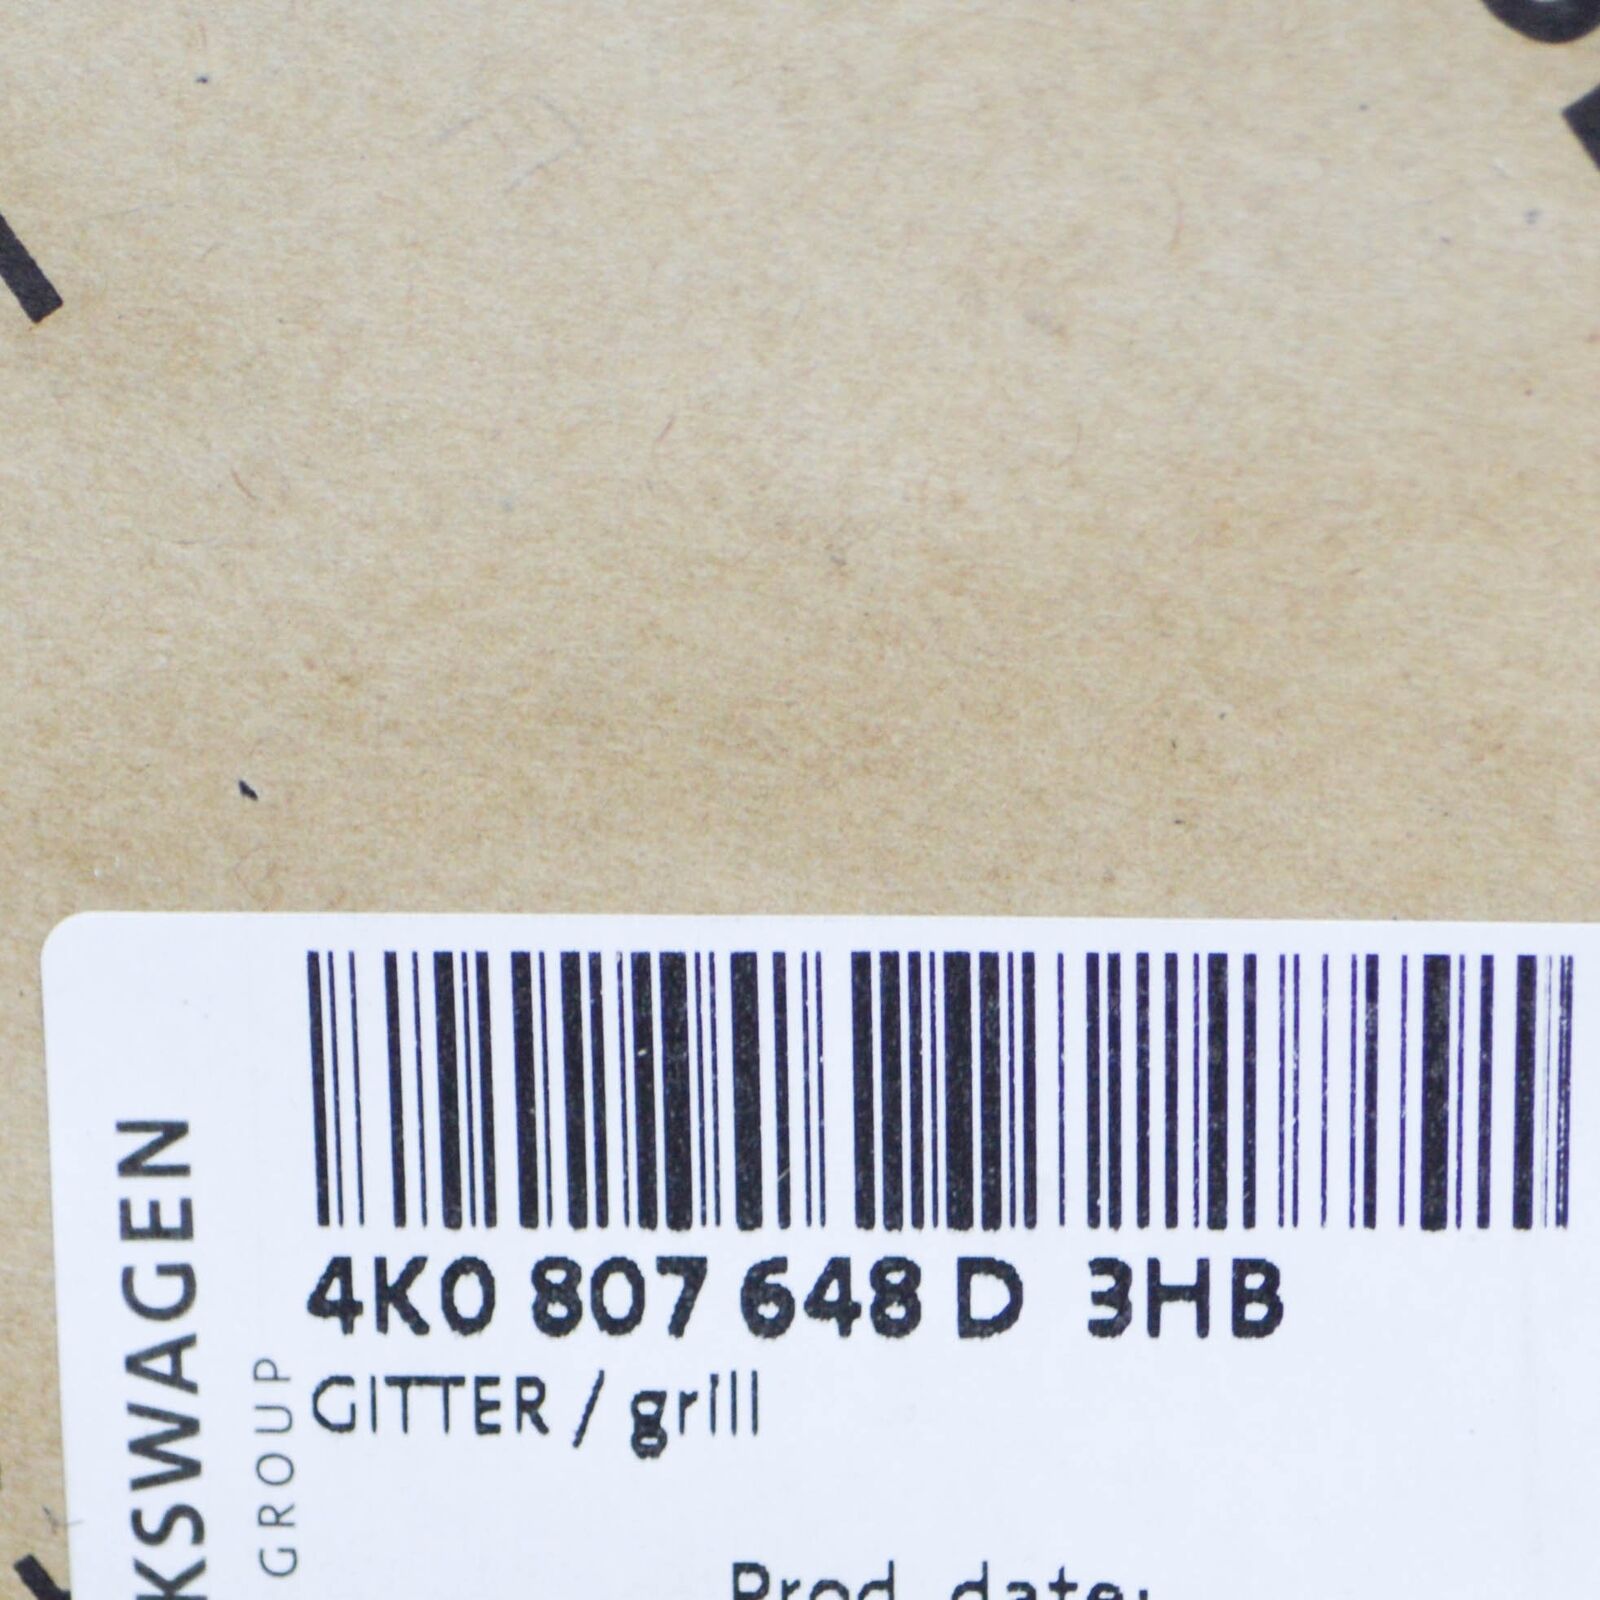 4K0 807 648 D 3HB
GITTER / grill
KSWAGEN
GROUP
Prod. date: